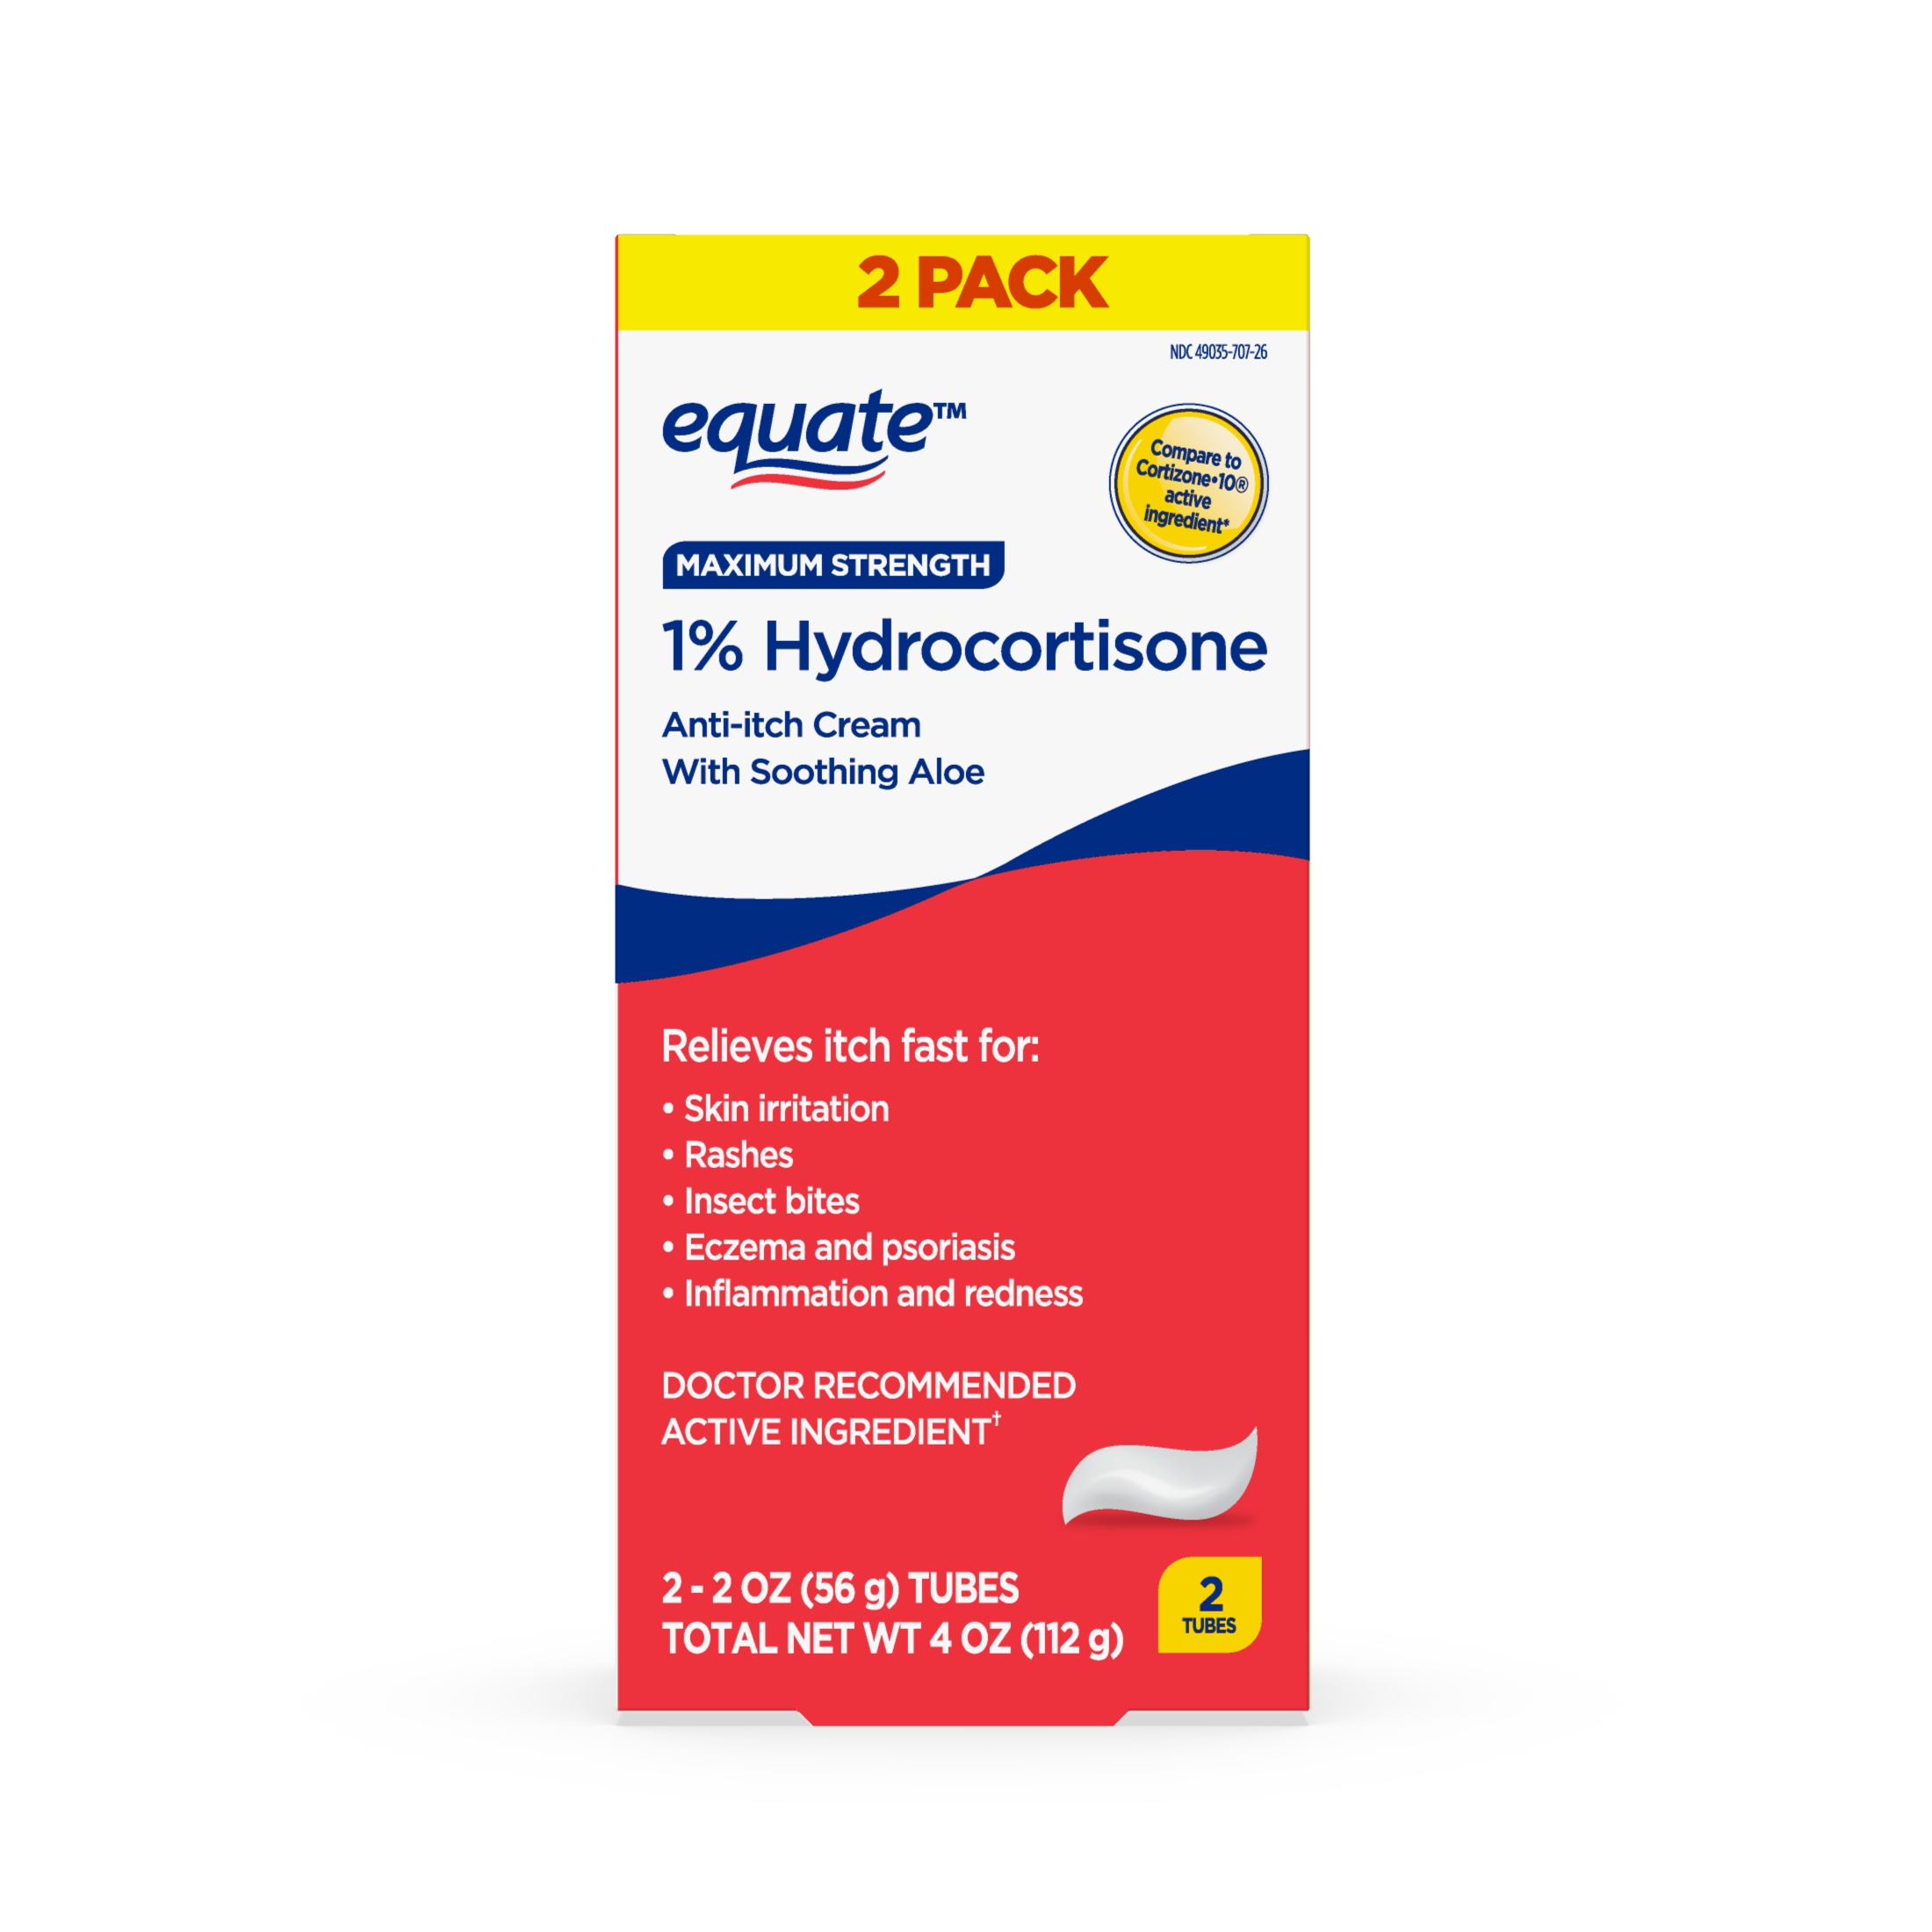 2 PACK
NDC 49035-707-26
equate™
Compare to
Cortizone•10®
active
ingredient*
MAXIMUM STRENGTH
1% Hydrocortisone
Anti-itch Cream
With Soothing Aloe
Relieves itch fast for:
• Skin irritation
• Rashes
• Insect bites
• Eczema and psoriasis
• Inflammation and redness
DOCTOR RECOMMENDED
ACTIVE INGREDIENT†
2 - 2 OZ (56 g) TUBES
TOTAL NET WT 4 OZ (112 g)
2
TUBES